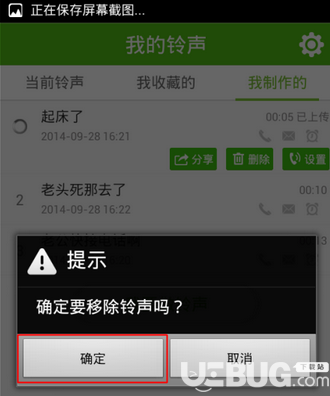 正在保存屏幕截图...
我的铃声
当前铃声 我收藏的 我制作的
起床了 00:05 已上传
2014-09-28 16:21
分享 删除 设置
2 老头死那去了 00:10
2014-09-28 16:22
提示
确定要移除铃声吗？
确定 取消
下载站
UEBUG.com